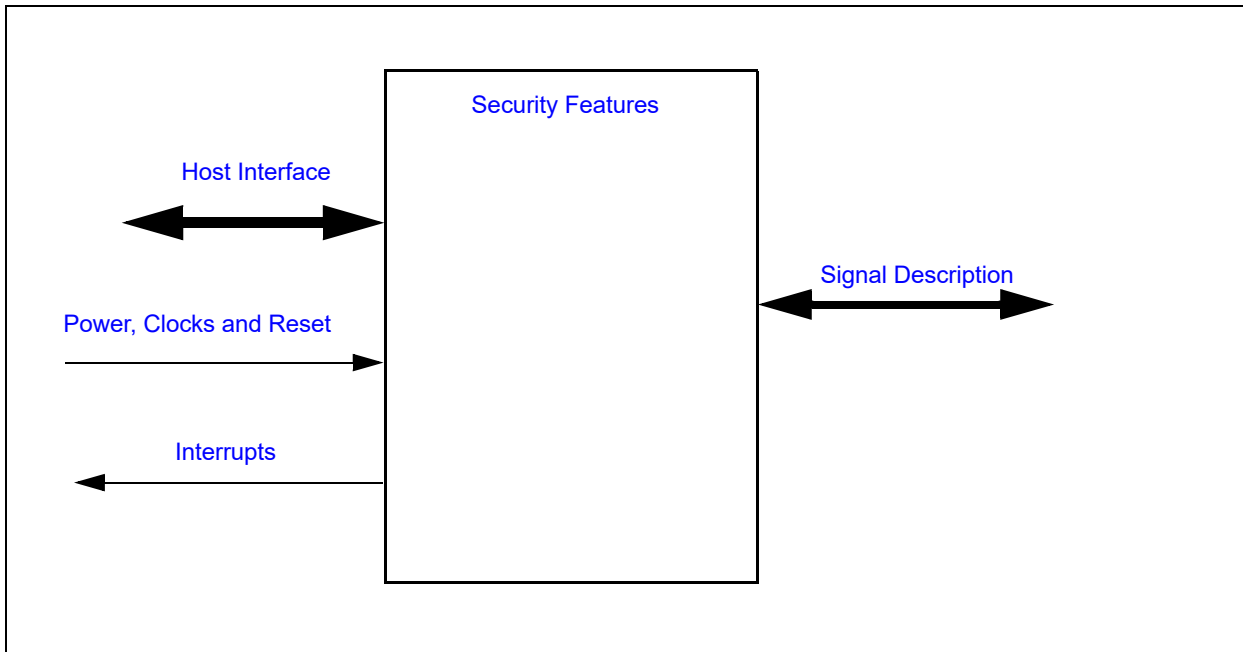 Security Features
Host Interface
Signal Description
Power, Clocks and Reset
Interrupts